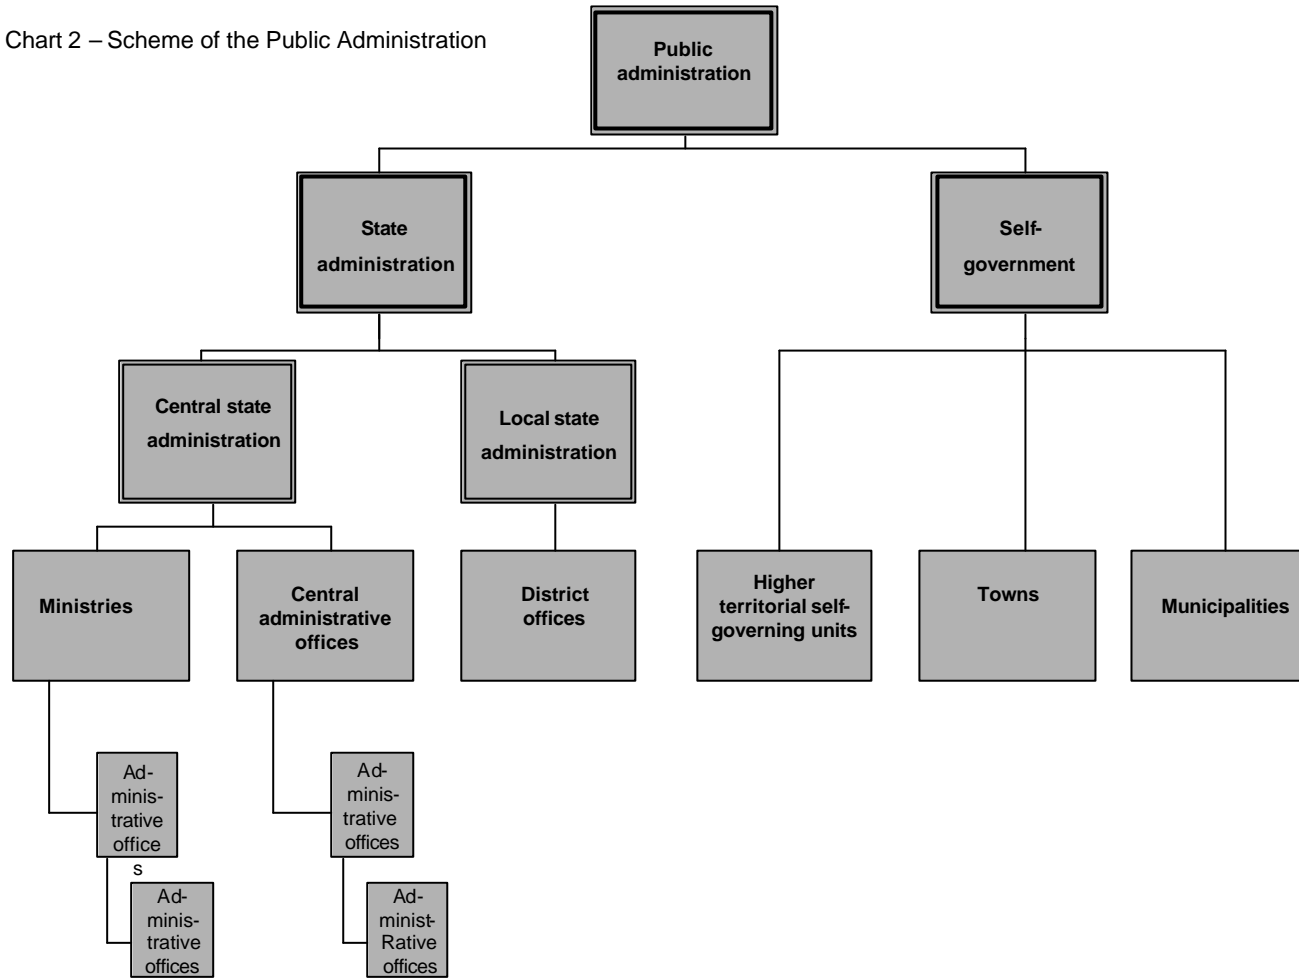 Chart 2 – Scheme of the Public Administration
Public
administration
State
administration
Self-
government
Central state
administration
Local state
administration
Ministries
Central
administrative
offices
District
offices
Higher
territorial self-
governing units
Towns
Municipalities
Ad-
minis-
trative
office
s
Ad-
minis-
trative
offices
Ad-
minis-
trative
offices
Ad-
minist-
Rative
offices